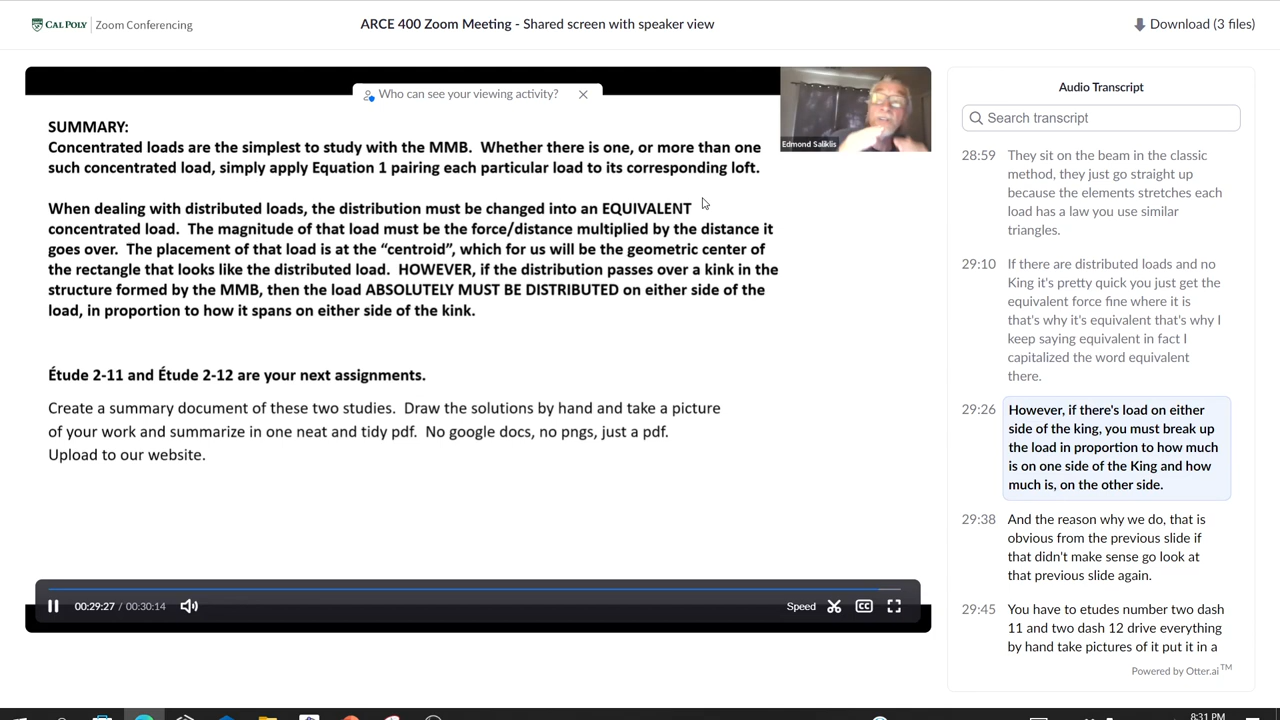 CAL POLY | Zoom Conferencing
ARCE 400 Zoom Meeting - Shared screen with speaker view
Download (3 files)
Who can see your viewing activity?
Edmond Saliklis
SUMMARY:
Concentrated loads are the simplest to study with the MMB.  Whether there is one, or more than one
such concentrated load, simply apply Equation 1 pairing each particular load to its corresponding loft.
When dealing with distributed loads, the distribution must be changed into an EQUIVALENT
concentrated load.  The magnitude of that load must be the force/distance multiplied by the distance it
goes over.  The placement of that load is at the “centroid”, which for us will be the geometric center of
the rectangle that looks like the distributed load.  HOWEVER, if the distribution passes over a kink in the
structure formed by the MMB, then the load ABSOLUTELY MUST BE DISTRIBUTED on either side of the
load, in proportion to how it spans on either side of the kink.
Étude 2-11 and Étude 2-12 are your next assignments.
Create a summary document of these two studies.  Draw the solutions by hand and take a picture
of your work and summarize in one neat and tidy pdf.  No google docs, no pngs, just a pdf.
Upload to our website.
00:29:27 / 00:30:14
Speed
CC
Audio Transcript
Search transcript
28:59 They sit on the beam in the classic
method, they just go straight up
because the elements stretches each
load has a law you use similar
triangles.
29:10 If there are distributed loads and no
King it's pretty quick you just get the
equivalent force fine where it is
that's why it's equivalent that's why I
keep saying equivalent in fact I
capitalized the word equivalent
there.
29:26 However, if there's load on either
side of the king, you must break up
the load in proportion to how much
is on one side of the King and how
much is, on the other side.
29:38 And the reason why we do, that is
obvious from the previous slide if
that didn't make sense go look at
that previous slide again.
29:45 You have to etudes number two dash
11 and two dash 12 drive everything
by hand take pictures of it put it in a
Powered by Otter.ai™
8:31 PM